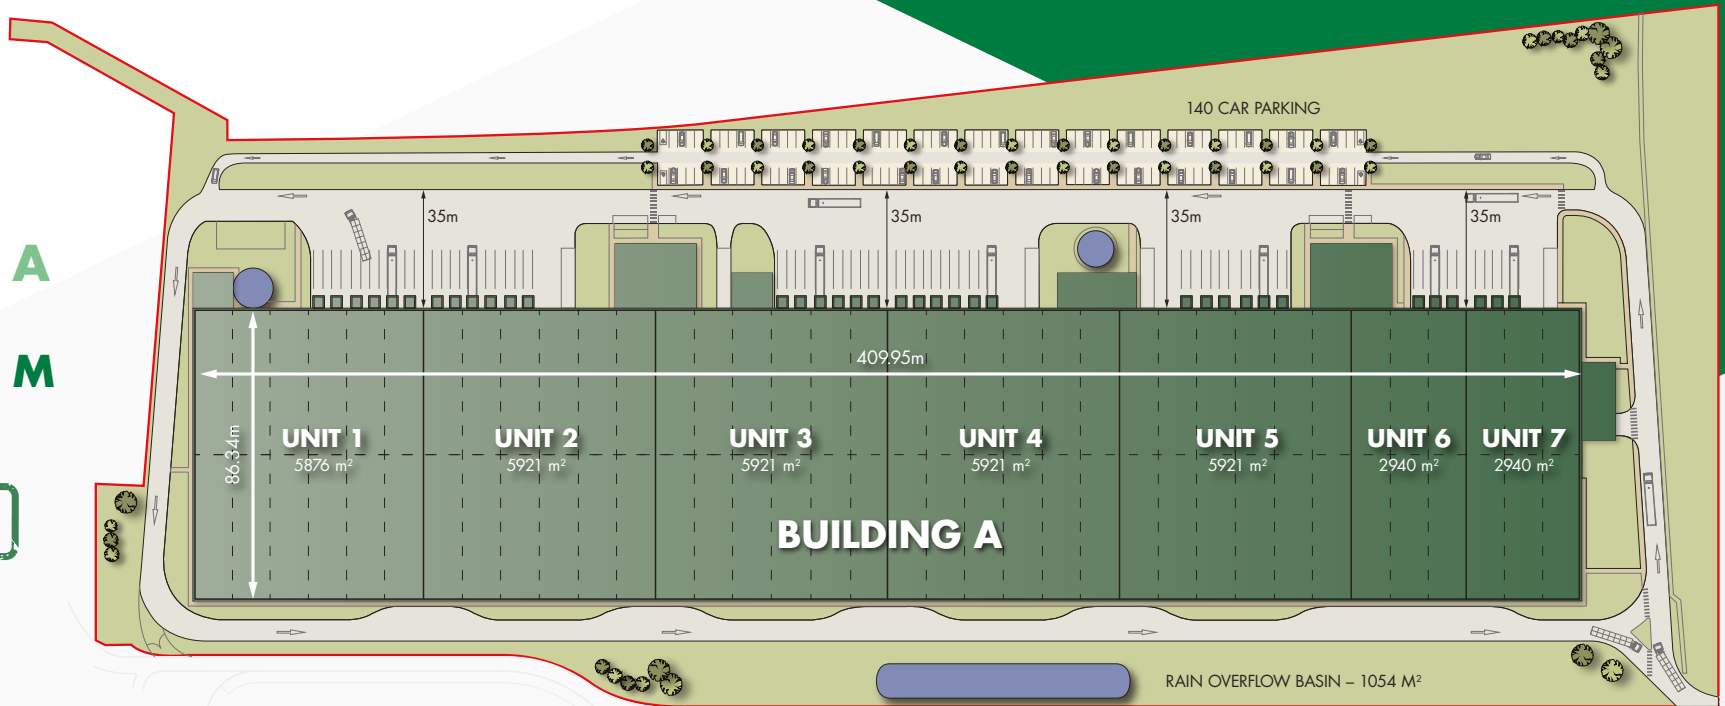 140 CAR PARKING
35m
35m
35m
35m
A
409.95m
M
86.34m
UNIT 1
5876 m²
UNIT 2
5921 m²
UNIT 3
5921 m²
UNIT 4
5921 m²
UNIT 5
5921 m²
UNIT 6
2940 m²
UNIT 7
2940 m²
BUILDING A
RAIN OVERFLOW BASIN – 1054 M²